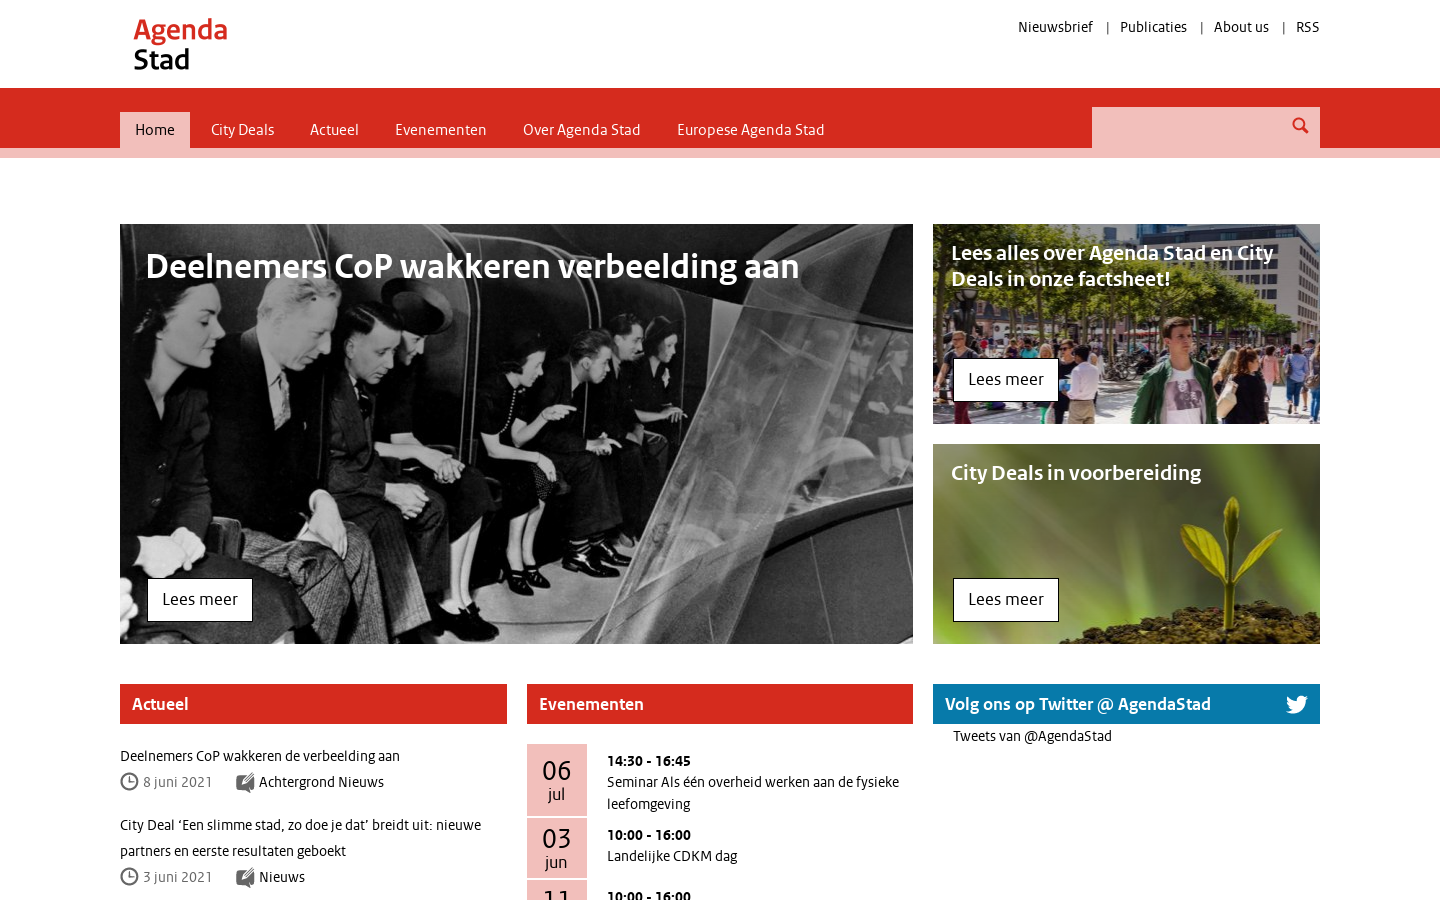 Agenda
Stad
Nieuwsbrief | Publicaties | About us | RSS
Home City Deals Actueel Evenementen Over Agenda Stad Europese Agenda Stad
Deelnemers CoP wakkeren verbeelding aan
Lees meer
Lees alles over Agenda Stad en City
Deals in onze factsheet!
Lees meer
City Deals in voorbereiding
Lees meer
Actueel
Deelnemers CoP wakkeren de verbeelding aan
8 juni 2021 Achtergrond Nieuws
City Deal ‘Een slimme stad, zo doe je dat’ breidt uit: nieuwe
partners en eerste resultaten geboekt
3 juni 2021 Nieuws
Evenementen
06
jul
14:30 - 16:45
Seminar Als één overheid werken aan de fysieke
leefomgeving
03
jun
10:00 - 16:00
Landelijke CDKM dag
11
10:00 - 16:00
Volg ons op Twitter @ AgendaStad
Tweets van @AgendaStad